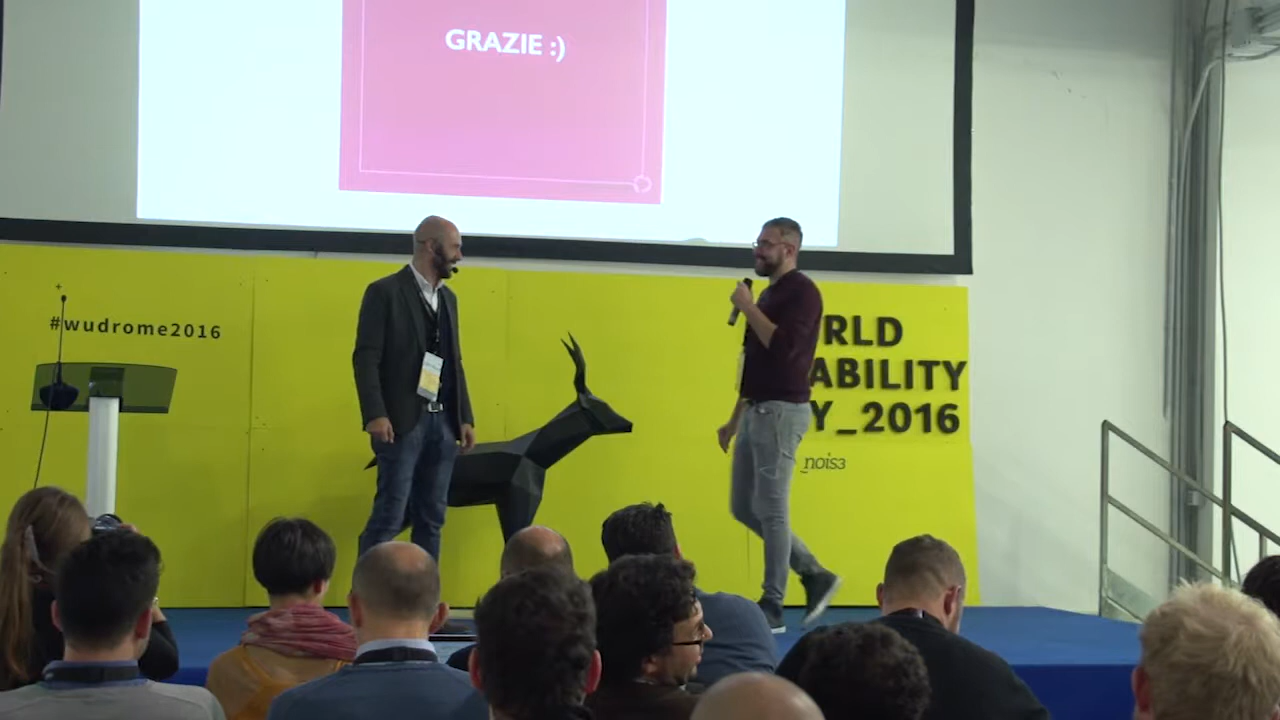 GRAZIE :)
#wudrome2016
RLD
ABILITY
Y_2016
nois3